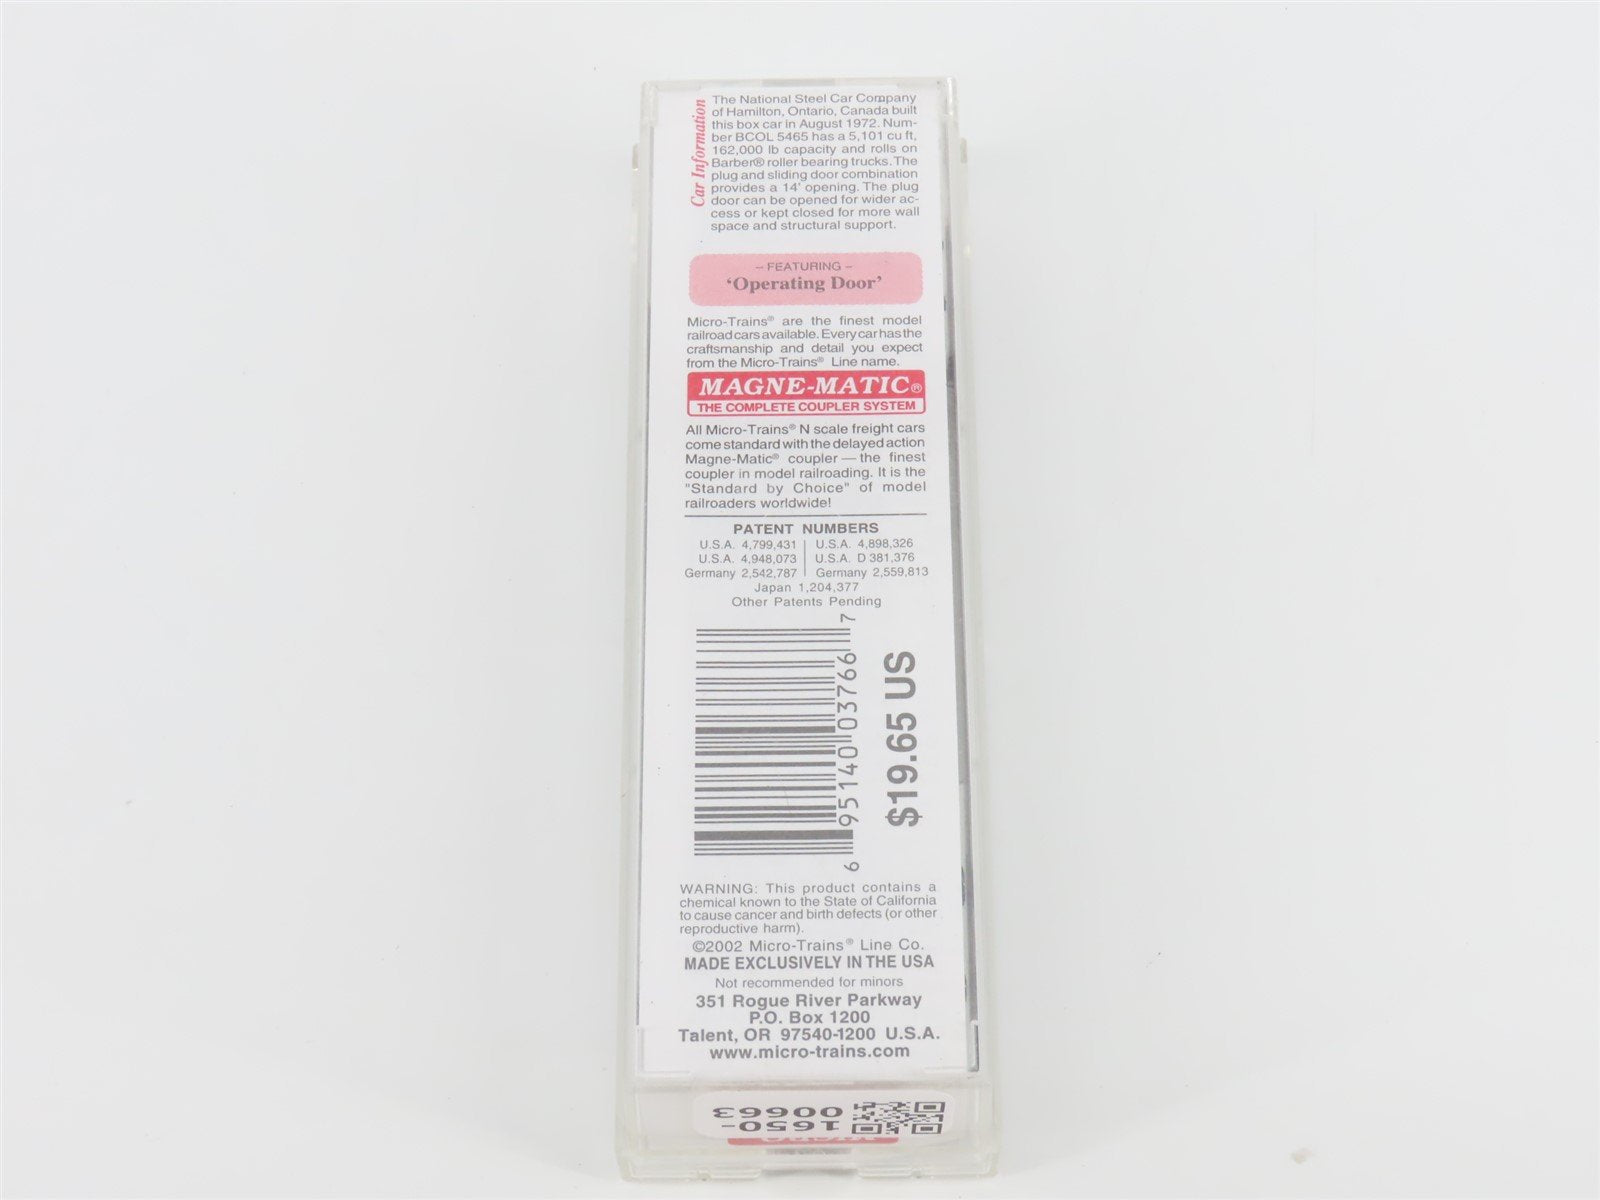 Car Information
The National Steel Car Company
of Hamilton, Ontario, Canada built
this box car in August 1972. Num-
ber BCOL 5465 has a 5,101 cu ft,
162,000 lb capacity and rolls on
Barber® roller bearing trucks. The
plug and sliding door combination
provides a 14' opening. The plug
door can be opened for wider ac-
cess or kept closed for more wall
space and structural support.
– FEATURING –
‘Operating Door’
Micro-Trains® are the finest model
railroad cars available. Every car has the
craftsmanship and detail you expect
from the Micro-Trains® Line name.
MAGNE-MATIC®
THE COMPLETE COUPLER SYSTEM
All Micro-Trains® N scale freight cars
come standard with the delayed action
Magne-Matic® coupler — the finest
coupler in model railroading. It is the
"Standard by Choice" of model
railroaders worldwide!
PATENT NUMBERS
U.S.A. 4,799,431 | U.S.A. 4,898,326
U.S.A. 4,948,073 | U.S.A. D 381,376
Germany 2,542,787 | Germany 2,559,813
Japan 1,204,377
Other Patents Pending
6 95140 03766 7
$19.65 US
WARNING: This product contains a
chemical known to the State of California
to cause cancer and birth defects (or other
reproductive harm).
©2002 Micro-Trains® Line Co.
MADE EXCLUSIVELY IN THE USA
Not recommended for minors
351 Rogue River Parkway
P.O. Box 1200
Talent, OR 97540-1200 U.S.A.
www.micro-trains.com
1650-
00663